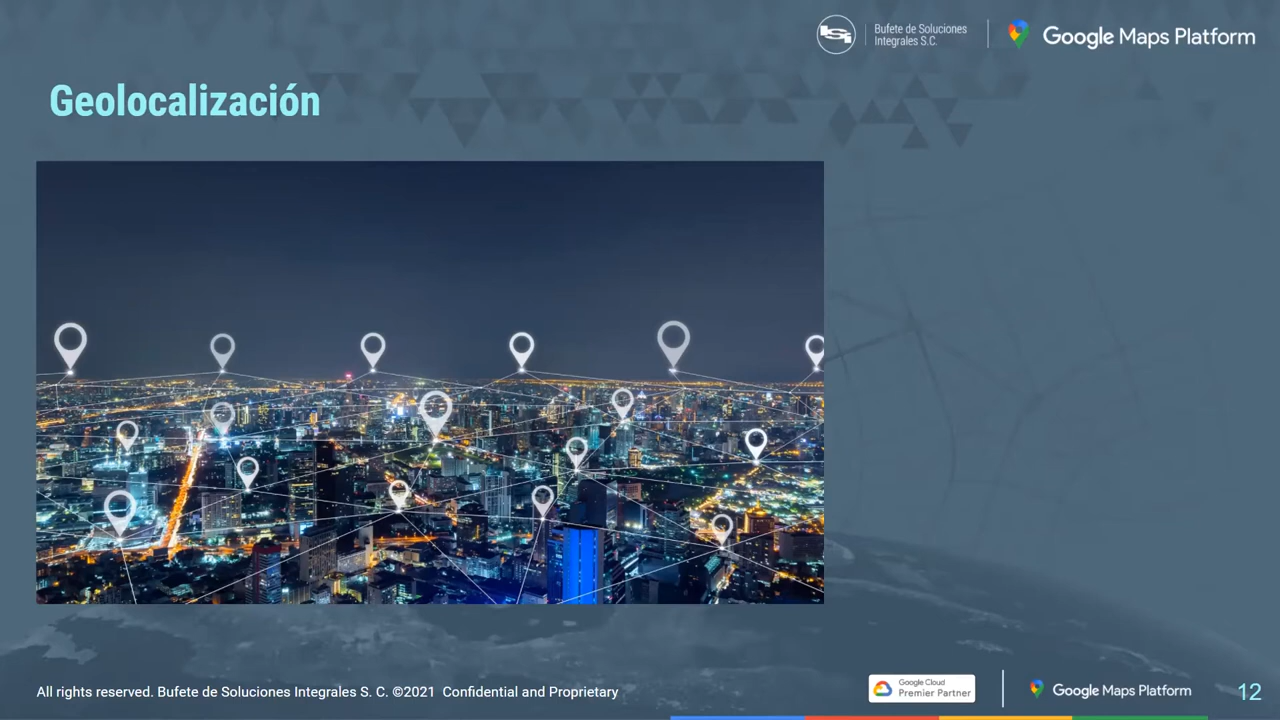 Bufete de Soluciones
Integrales S.C.
Google Maps Platform
Geolocalización
All rights reserved. Bufete de Soluciones Integrales S. C. ©2021 Confidential and Proprietary
Google Cloud
Premier Partner
Google Maps Platform
12